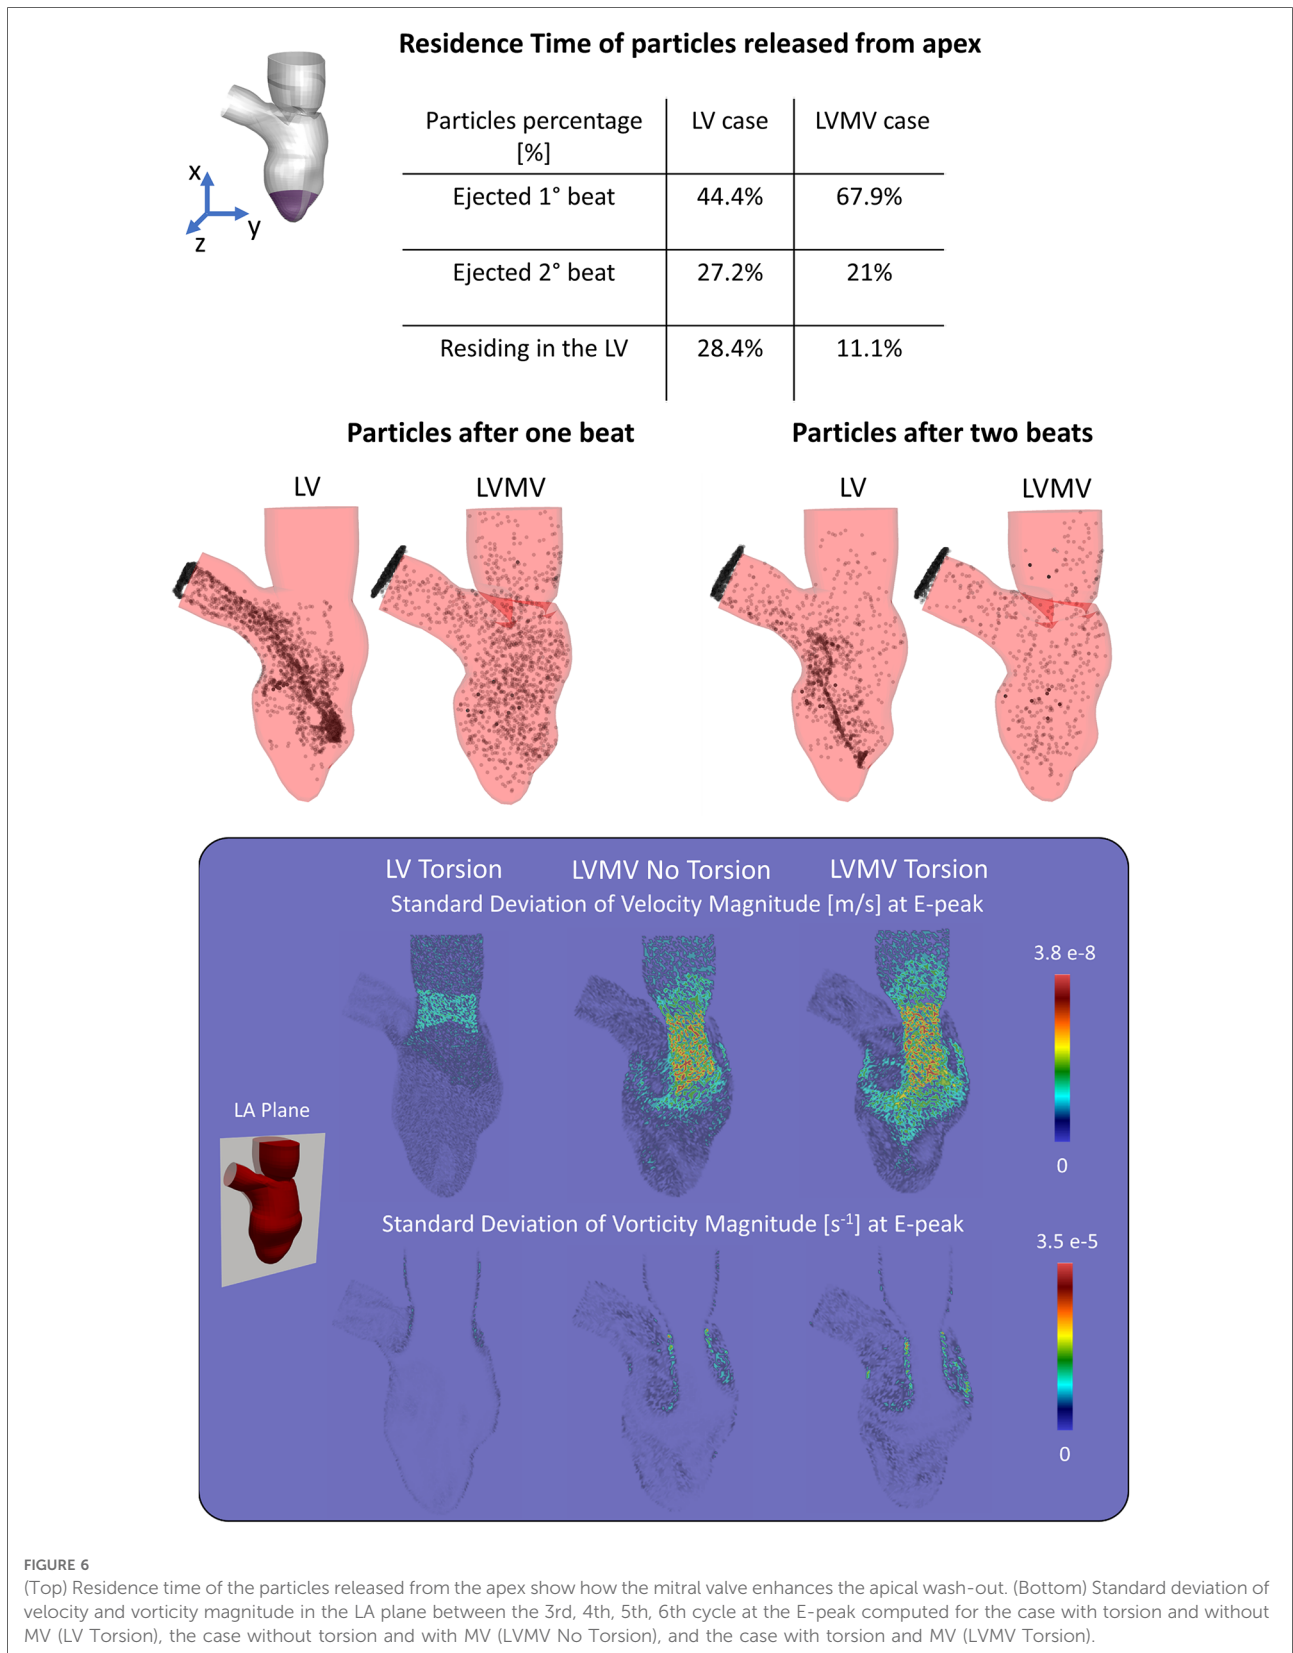 Residence Time of particles released from apex
x
y
z
Particles percentage [%] LV case LVMV case
Ejected 1° beat 44.4% 67.9%
Ejected 2° beat 27.2% 21%
Residing in the LV 28.4% 11.1%
Particles after one beat Particles after two beats
LV LVMV LV LVMV
LV Torsion LVMV No Torsion LVMV Torsion
Standard Deviation of Velocity Magnitude [m/s] at E-peak
3.8 e-8
0
LA Plane
Standard Deviation of Vorticity Magnitude [s-1] at E-peak
3.5 e-5
0
FIGURE 6
(Top) Residence time of the particles released from the apex show how the mitral valve enhances the apical wash-out. (Bottom) Standard deviation of
velocity and vorticity magnitude in the LA plane between the 3rd, 4th, 5th, 6th cycle at the E-peak computed for the case with torsion and without
MV (LV Torsion), the case without torsion and with MV (LVMV No Torsion), and the case with torsion and MV (LVMV Torsion).